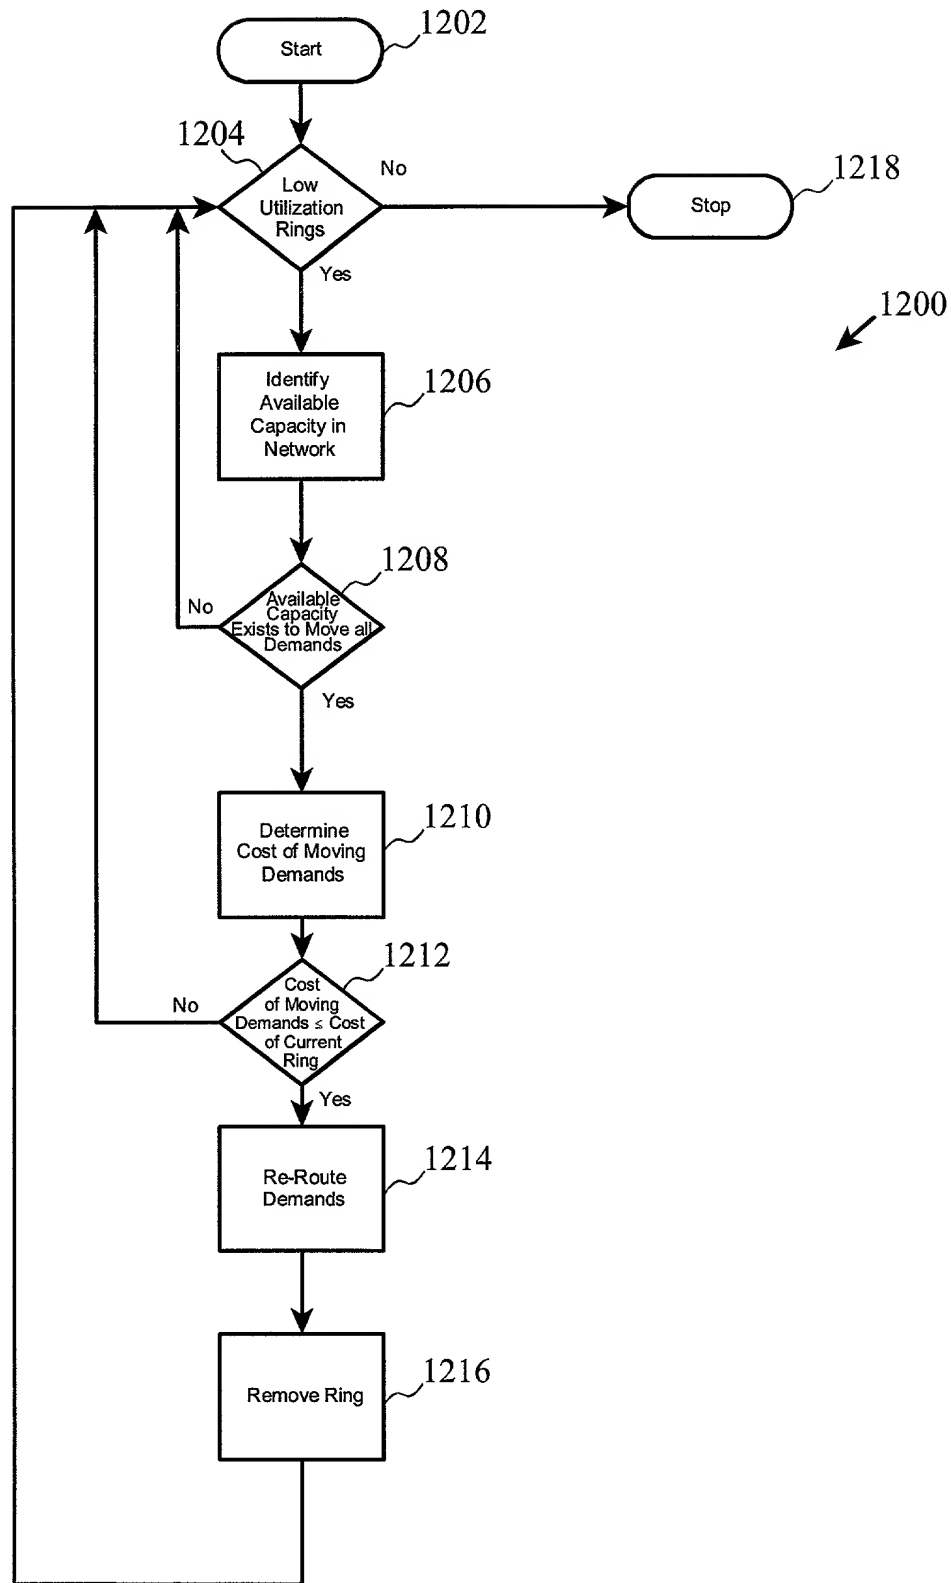 Start
1202
1204
Low
Utilization
Rings
No
Yes
Stop
1218
1200
Identify
Available
Capacity in
Network
1206
1208
Available
Capacity
Exists to Move all
Demands
No
Yes
Determine
Cost of Moving
Demands
1210
1212
Cost
of Moving
Demands ≤ Cost
of Current
Ring
No
Yes
Re-Route
Demands
1214
Remove Ring
1216